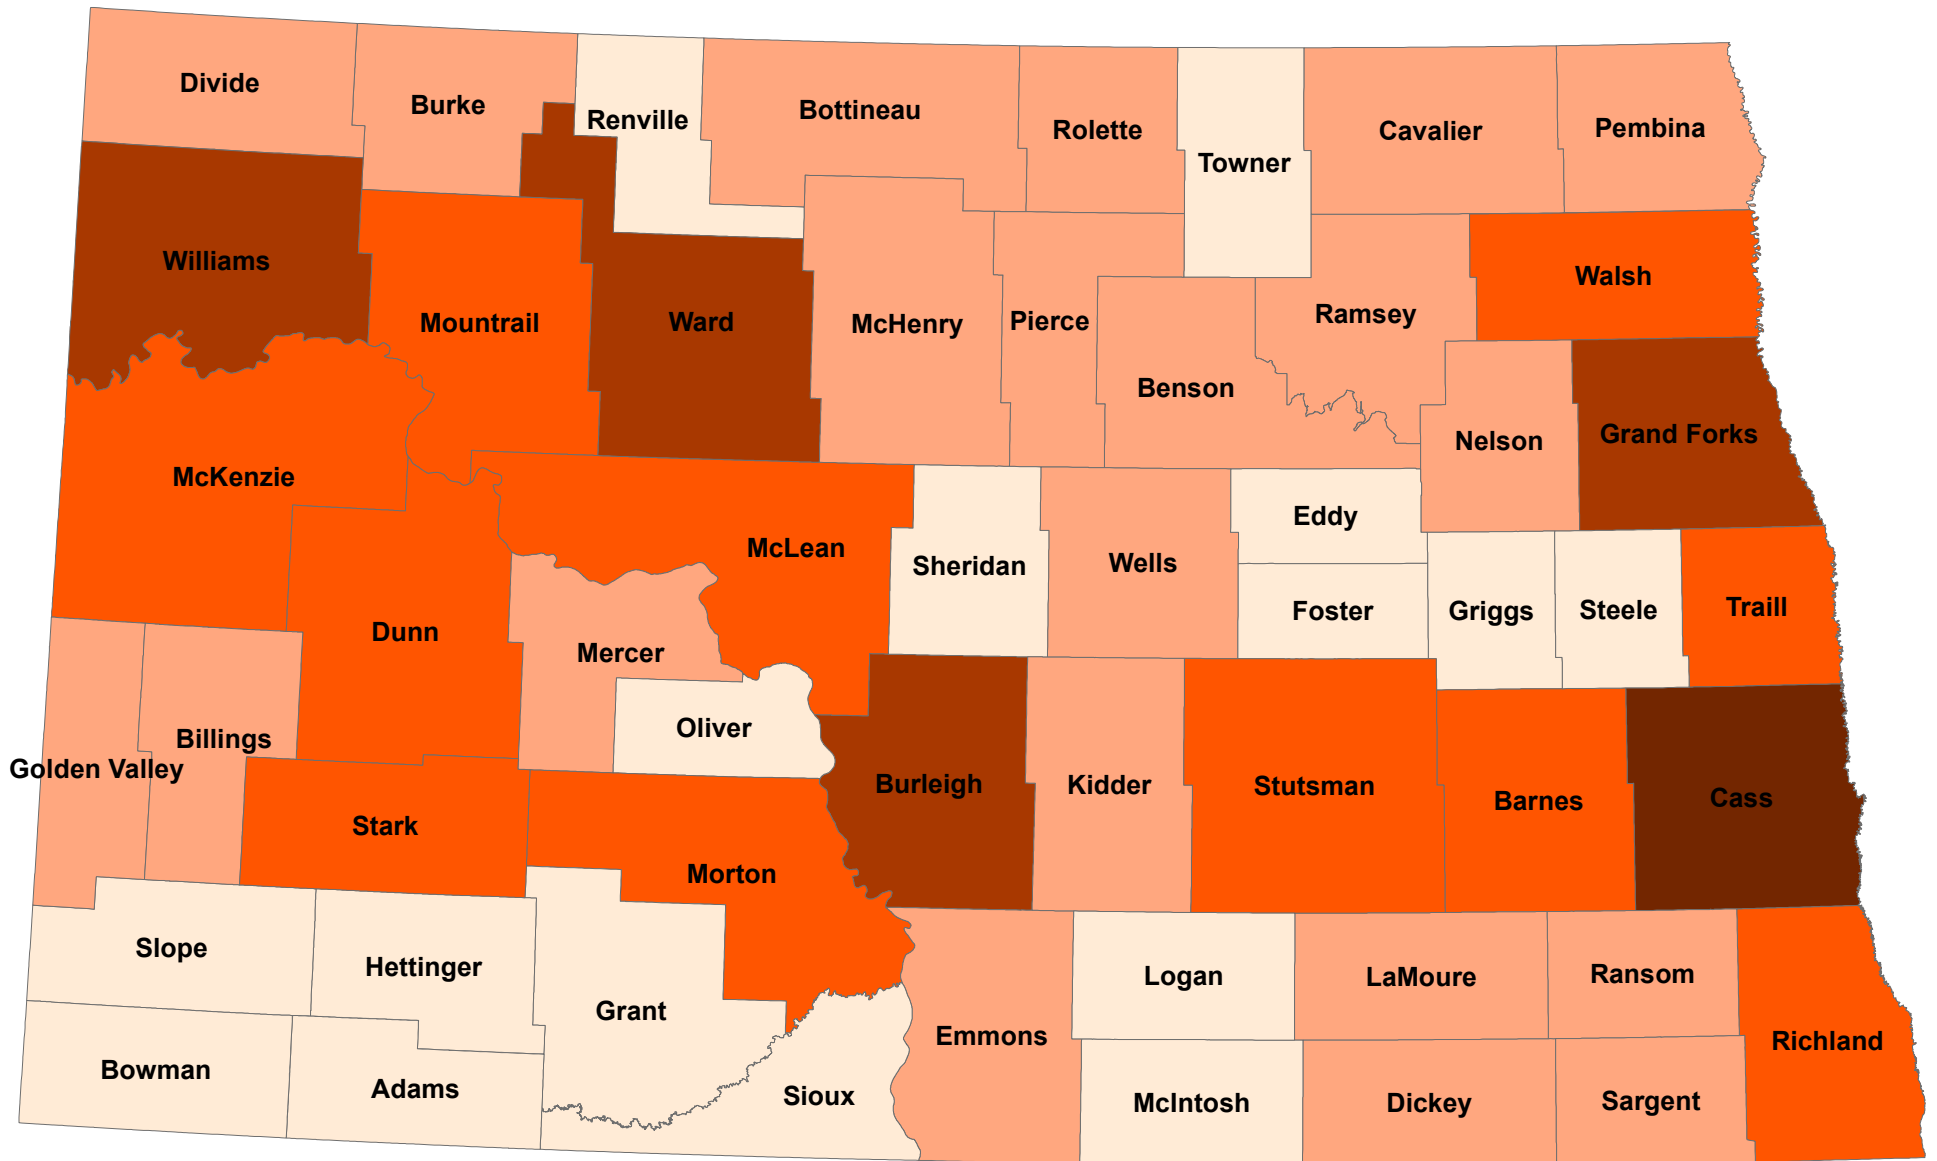 Divide
Burke
Renville
Bottineau
Rolette
Towner
Cavalier
Pembina
Williams
Mountrail
Ward
McHenry
Pierce
Benson
Ramsey
Walsh
Nelson
Grand Forks
McKenzie
Dunn
McLean
Mercer
Sheridan
Wells
Eddy
Foster
Griggs
Steele
Traill
Golden Valley
Billings
Stark
Oliver
Morton
Burleigh
Kidder
Stutsman
Barnes
Cass
Slope
Hettinger
Grant
Bowman
Adams
Sioux
Emmons
Logan
LaMoure
Ransom
Richland
McIntosh
Dickey
Sargent